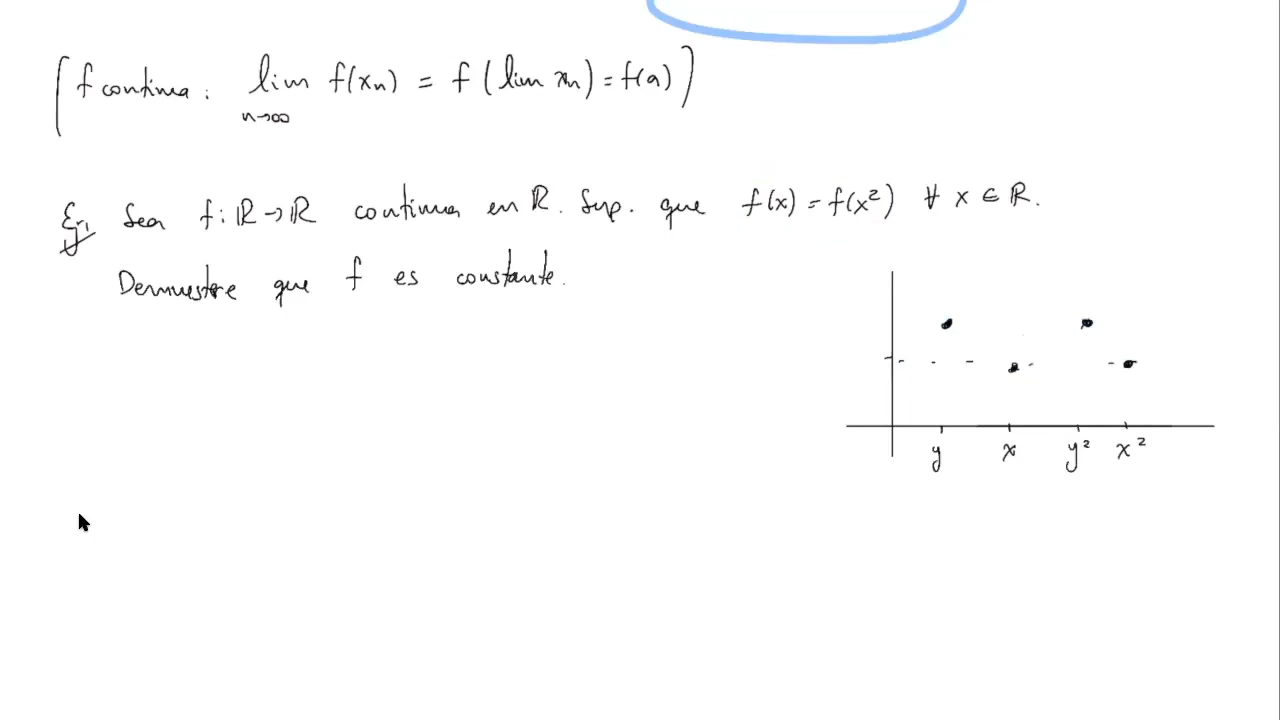 [f continua: lim f(xₙ) = f(lim xₙ) = f(a)]
n→∞
Ej Sea f: ℝ→ℝ continua en ℝ. Sup. que f(x) = f(x²) ∀ x ∈ ℝ.
Demuestre que f es constante.
y x y² x²